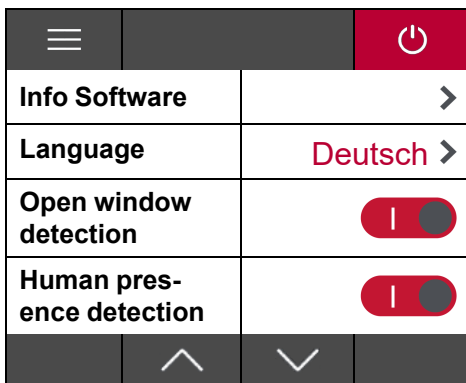 Info Software
Language Deutsch
Open window
detection
Human pres-
ence detection